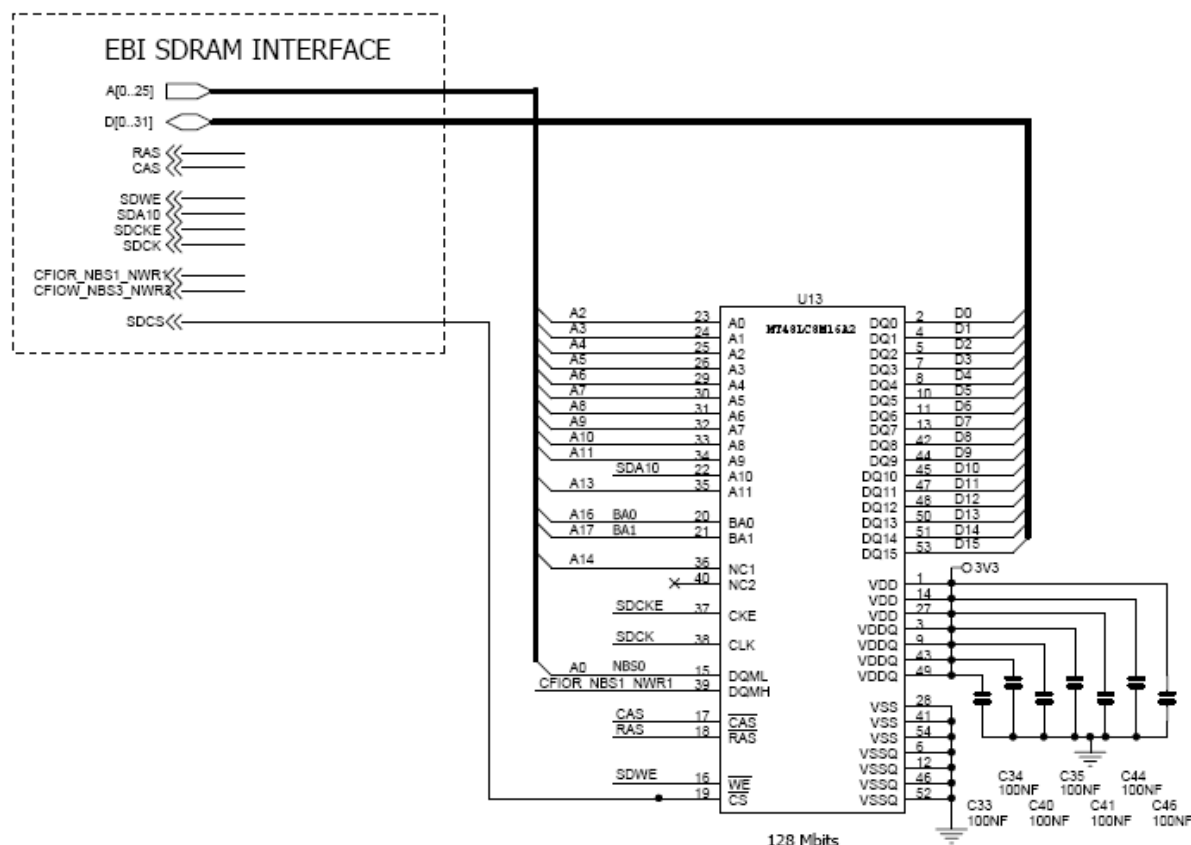 EBI SDRAM INTERFACE
A[0..25]
D[0..31]
RAS
CAS
SDWE
SDA10
SDCKE
SDCK
CFIOR_NBS1_NWR1
CFIOW_NBS3_NWR3
SDCS
U13
MT48LC8M16A2
A2 23 A0 DQ0 2 D0
A3 24 A1 DQ1 4 D1
A4 25 A2 DQ2 5 D2
A5 26 A3 DQ3 7 D3
A6 29 A4 DQ4 8 D4
A7 30 A5 DQ5 10 D5
A8 31 A6 DQ6 11 D6
A9 32 A7 DQ7 13 D7
A10 33 A8 DQ8 42 D8
A11 34 A9 DQ9 44 D9
SDA10 22 A10 DQ10 45 D10
A13 35 A11 DQ11 47 D11
DQ12 48 D12
A16 BA0 20 BA0 DQ13 50 D13
A17 BA1 21 BA1 DQ14 51 D14
DQ15 53 D15
A14 36 NC1
3V3
40 NC2 VDD 1
VDD 14
SDCKE 37 CKE VDD 27
VDDQ 3
SDCK 38 CLK VDDQ 9
VDDQ 43
A0 NBS0 15 DQML VDDQ 49
CFIOR_NBS1_NWR1 39 DQMH
VSS 28
CAS 17 CAS VSS 41
RAS 18 RAS VSS 54
VSSQ 6
VSSQ 12
SDWE 16 WE VSSQ 46
19 CS VSSQ 52
C34 C35 C44
100NF 100NF 100NF
C33 C40 C41 C46
100NF 100NF 100NF 100NF
128 Mbits